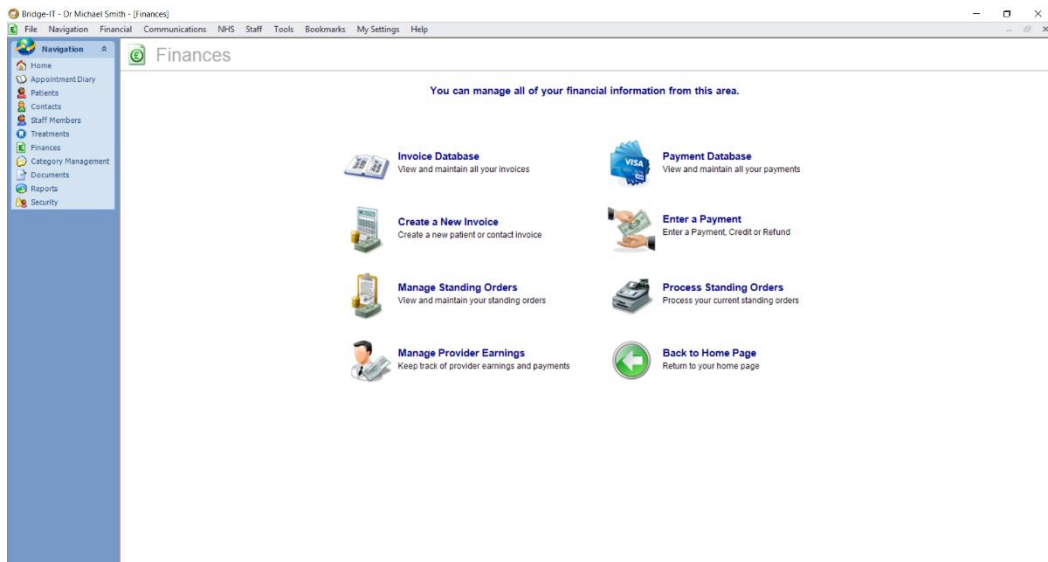 Bridge-IT - Dr Michael Smith - [Finances]
File Navigation Financial Communications NHS Staff Tools Bookmarks My Settings Help
Navigation
Home
Appointment Diary
Patients
Contacts
Staff Members
Treatments
Finances
Category Management
Documents
Reports
Security
Finances
You can manage all of your financial information from this area.
Invoice Database
View and maintain all your invoices
Payment Database
View and maintain all your payments
VISA
Create a New Invoice
Create a new patient or contact invoice
Enter a Payment
Enter a Payment, Credit or Refund
Manage Standing Orders
View and maintain your standing orders
Process Standing Orders
Process your current standing orders
Manage Provider Earnings
Keep track of provider earnings and payments
Back to Home Page
Return to your home page